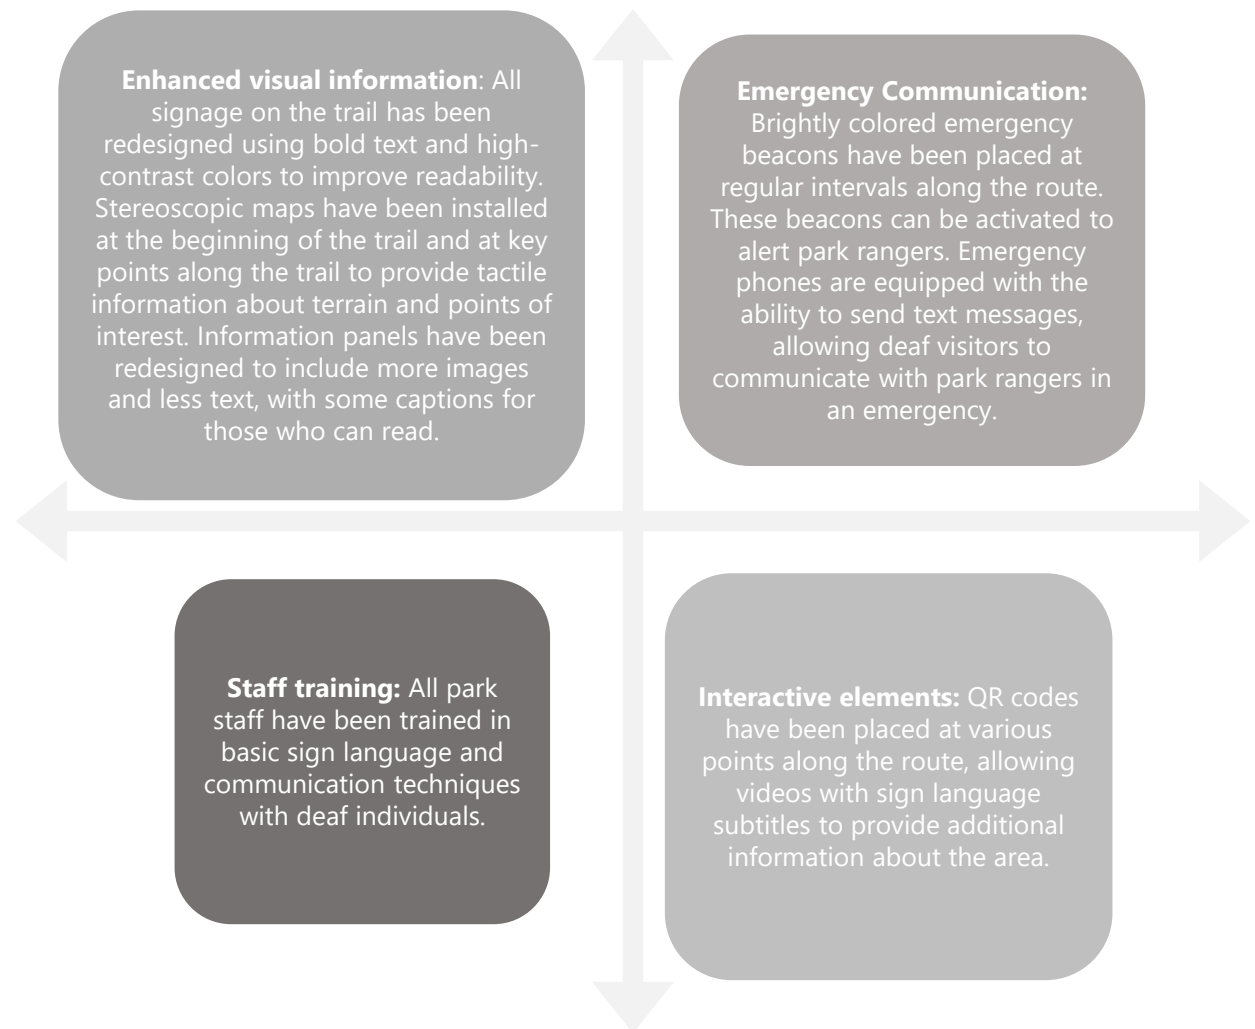 Enhanced visual information: All
signage on the trail has been
redesigned using bold text and high-
contrast colors to improve readability.
Stereoscopic maps have been installed
at the beginning of the trail and at key
points along the trail to provide tactile
information about terrain and points of
interest. Information panels have been
redesigned to include more images
and less text, with some captions for
those who can read.
Emergency Communication:
Brightly colored emergency
beacons have been placed at
regular intervals along the route.
These beacons can be activated to
alert park rangers. Emergency
phones are equipped with the
ability to send text messages,
allowing deaf visitors to
communicate with park rangers in
an emergency.
Staff training: All park
staff have been trained in
basic sign language and
communication techniques
with deaf individuals.
Interactive elements: QR codes
have been placed at various
points along the route, allowing
videos with sign language
subtitles to provide additional
information about the area.